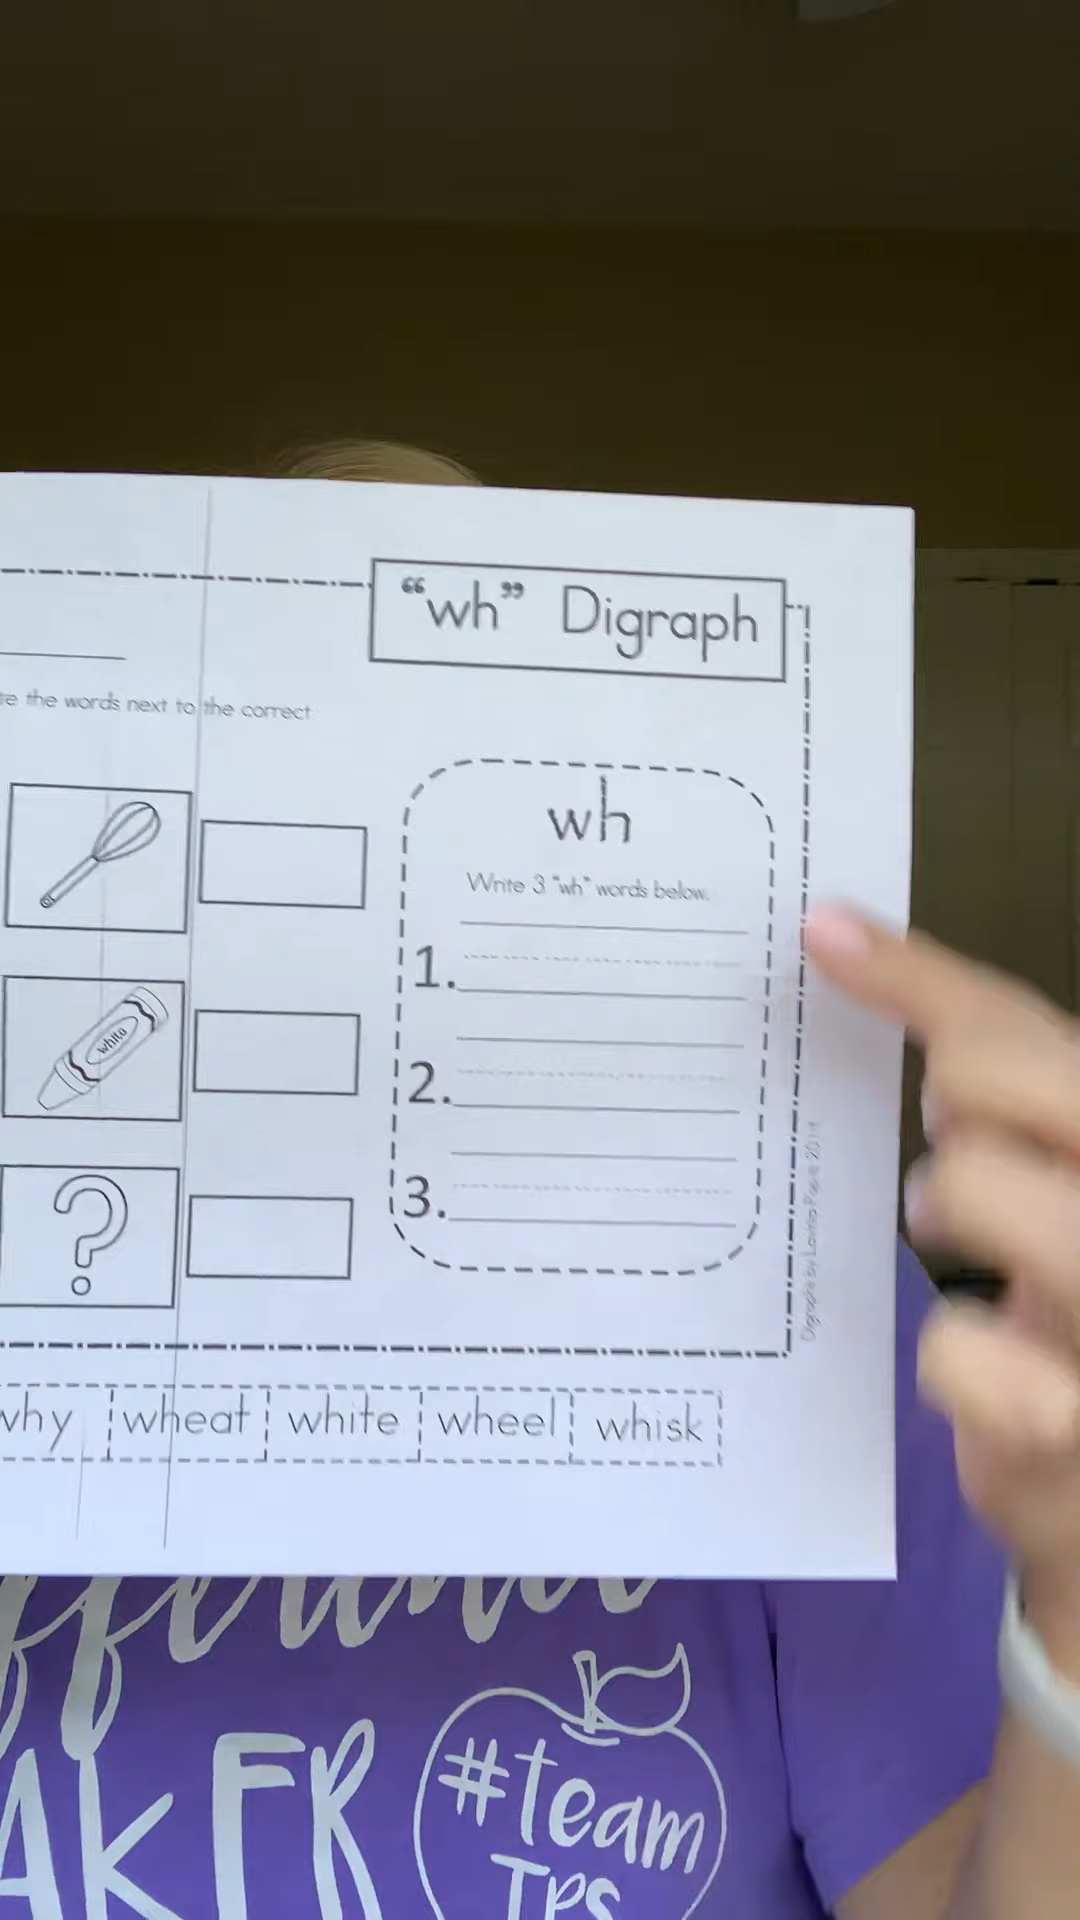 "wh" Digraph
the words next to the correct
wh
Write 3 "wh" words below.
1.
2.
3.
white
why wheat white wheel whisk
#team
TPS